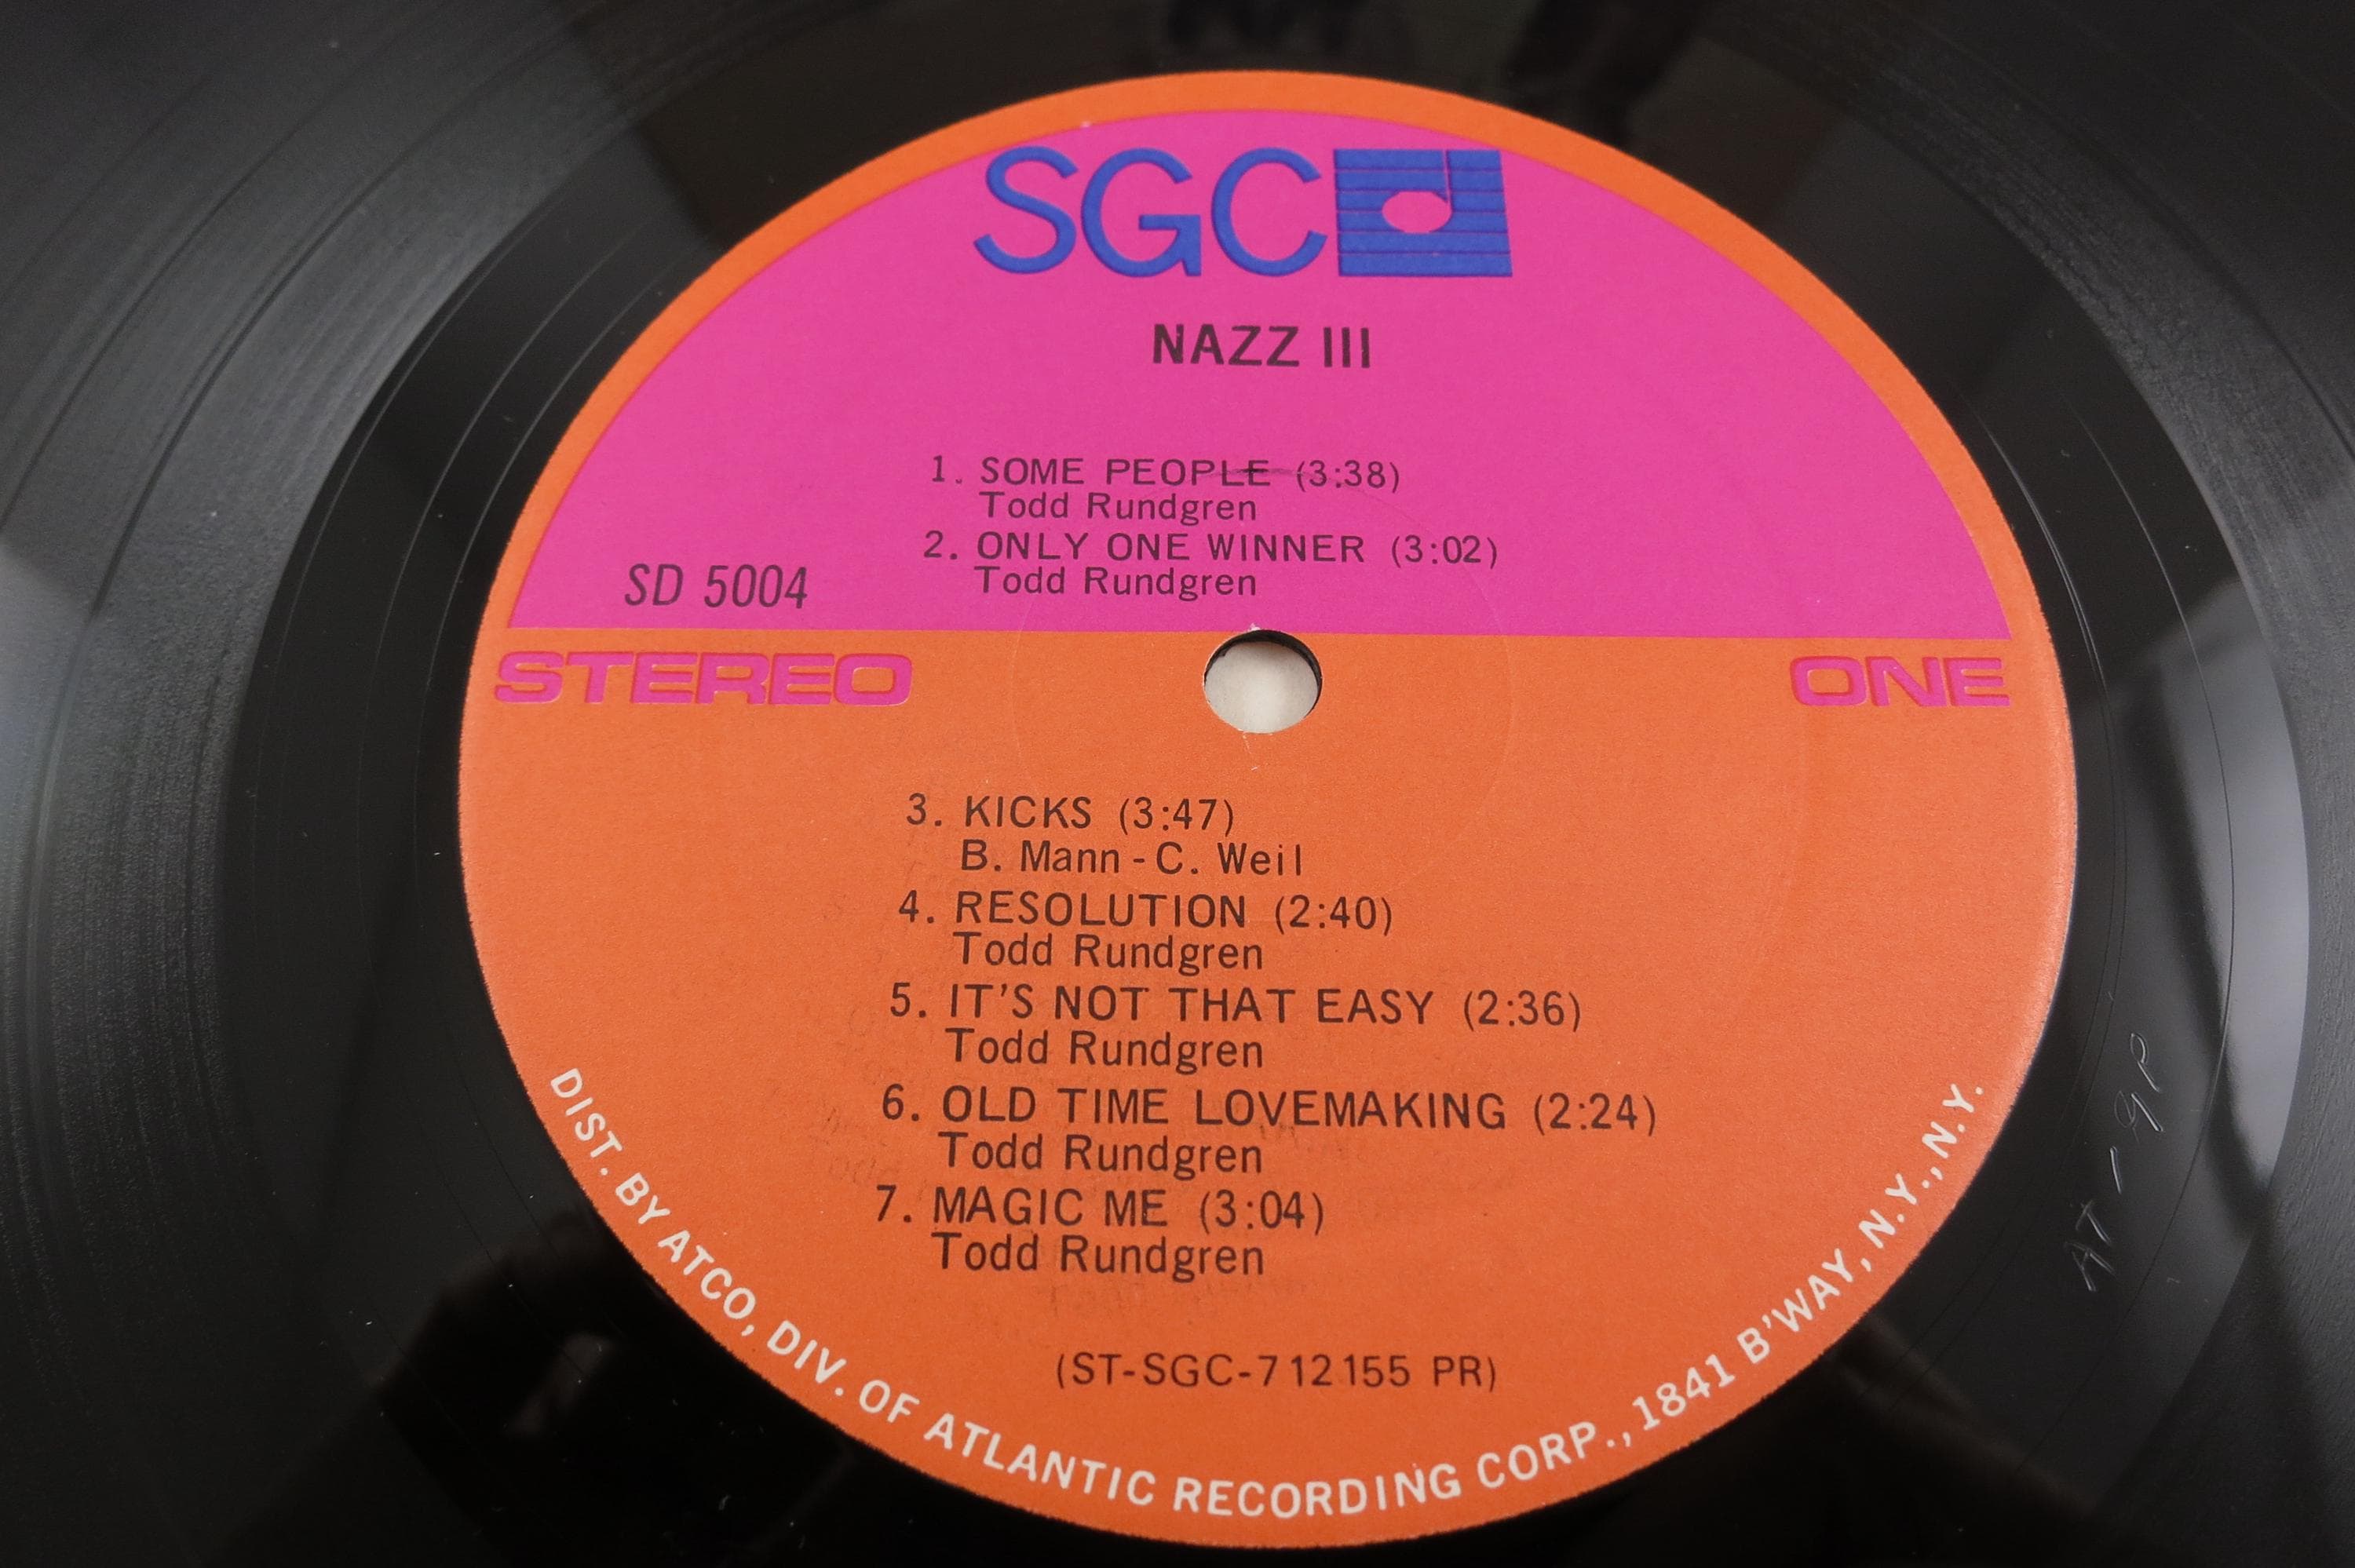 SGC
NAZZ III
1. SOME PEOPLE (3:38)
Todd Rundgren
2. ONLY ONE WINNER (3:02)
Todd Rundgren
SD 5004
STEREO
ONE
3. KICKS (3:47)
B. Mann - C. Weil
4. RESOLUTION (2:40)
Todd Rundgren
5. IT'S NOT THAT EASY (2:36)
Todd Rundgren
6. OLD TIME LOVEMAKING (2:24)
Todd Rundgren
7. MAGIC ME (3:04)
Todd Rundgren
(ST-SGC-712155 PR)
DIST. BY ATCO, DIV. OF ATLANTIC RECORDING CORP., 1841 B'WAY, N.Y., N.Y.